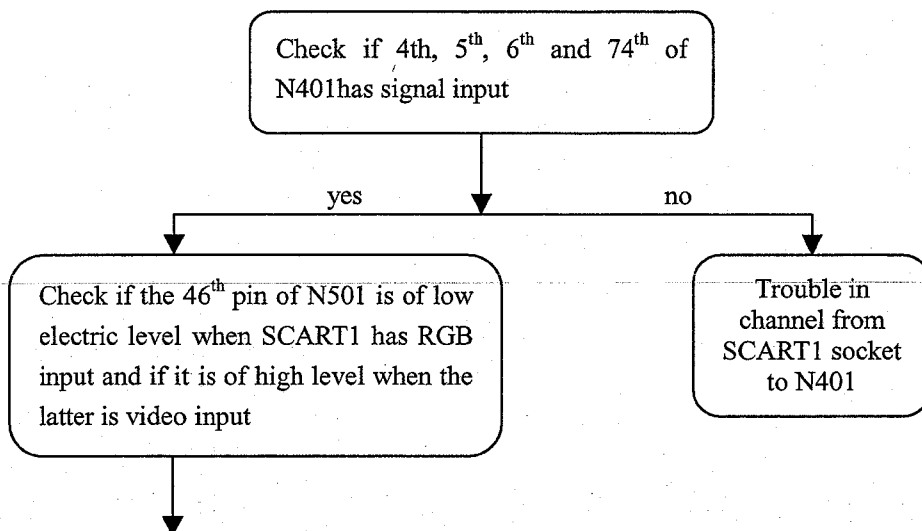 Check if 4th, 5th, 6th and 74th of
N401has signal input
yes
no
Check if the 46th pin of N501 is of low
electric level when SCART1 has RGB
input and if it is of high level when the
latter is video input
Trouble in
channel from
SCART1 socket
to N401